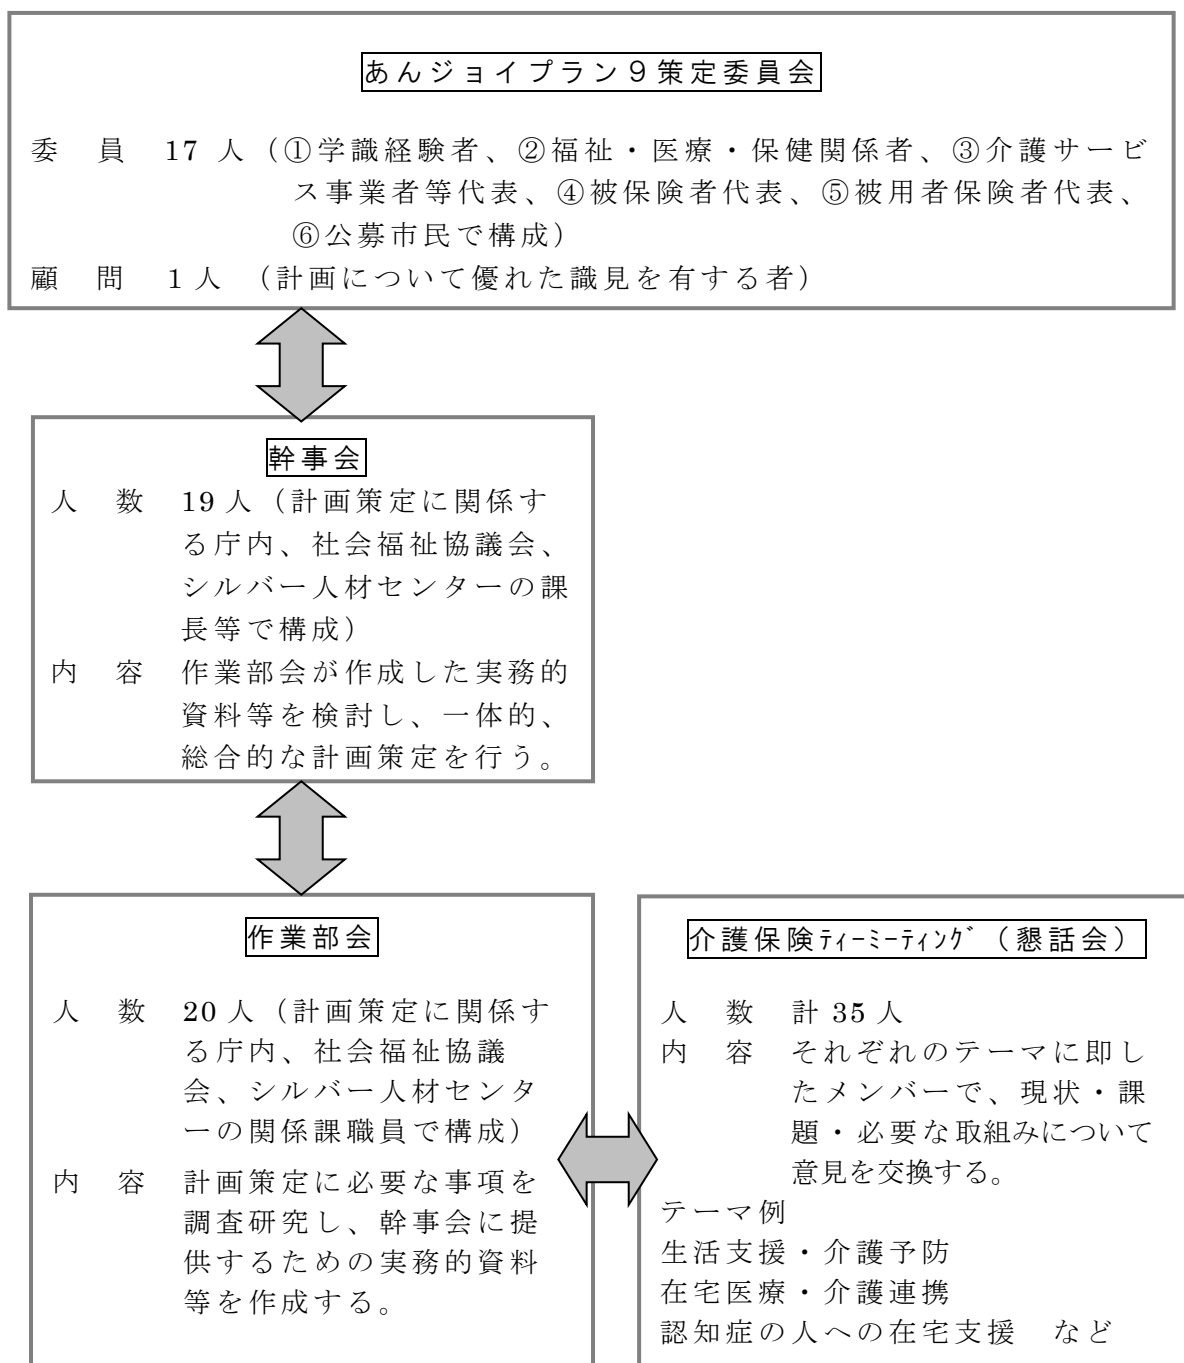 あんジョイプラン９策定委員会
委　員　17 人（①学識経験者、②福祉・医療・保健関係者、③介護サービ
ス事業者等代表、④被保険者代表、⑤被用者保険者代表、
⑥公募市民で構成）
顧　問　1 人　（計画について優れた識見を有する者）
幹事会
人　数　19 人（計画策定に関係す
る庁内、社会福祉協議会、
シルバー人材センターの課
長等で構成）
内　容　作業部会が作成した実務的
資料等を検討し、一体的、
総合的な計画策定を行う。
作業部会
人　数　20 人（計画策定に関係す
る庁内、社会福祉協議
会、シルバー人材センタ
ーの関係課職員で構成）
内　容　計画策定に必要な事項を
調査研究し、幹事会に提
供するための実務的資料
等を作成する。
介護保険ﾃｨｰﾐｰﾃｨﾝｸﾞ（懇話会）
人　数　計 35 人
内　容　それぞれのテーマに即し
たメンバーで、現状・課
題・必要な取組みについて
意見を交換する。
テーマ例
生活支援・介護予防
在宅医療・介護連携
認知症の人への在宅支援　など